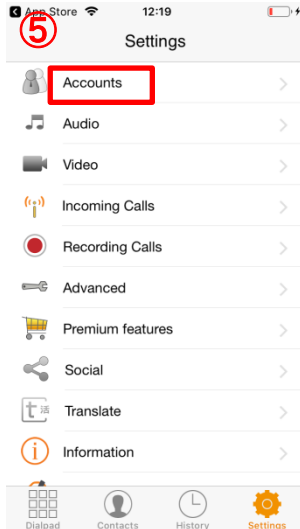 App Store 12:19
⑤
Settings
Accounts
Audio
Video
Incoming Calls
Recording Calls
Advanced
Premium features
Social
t 活
Translate
i
Information
Dialpad Contacts History Settings